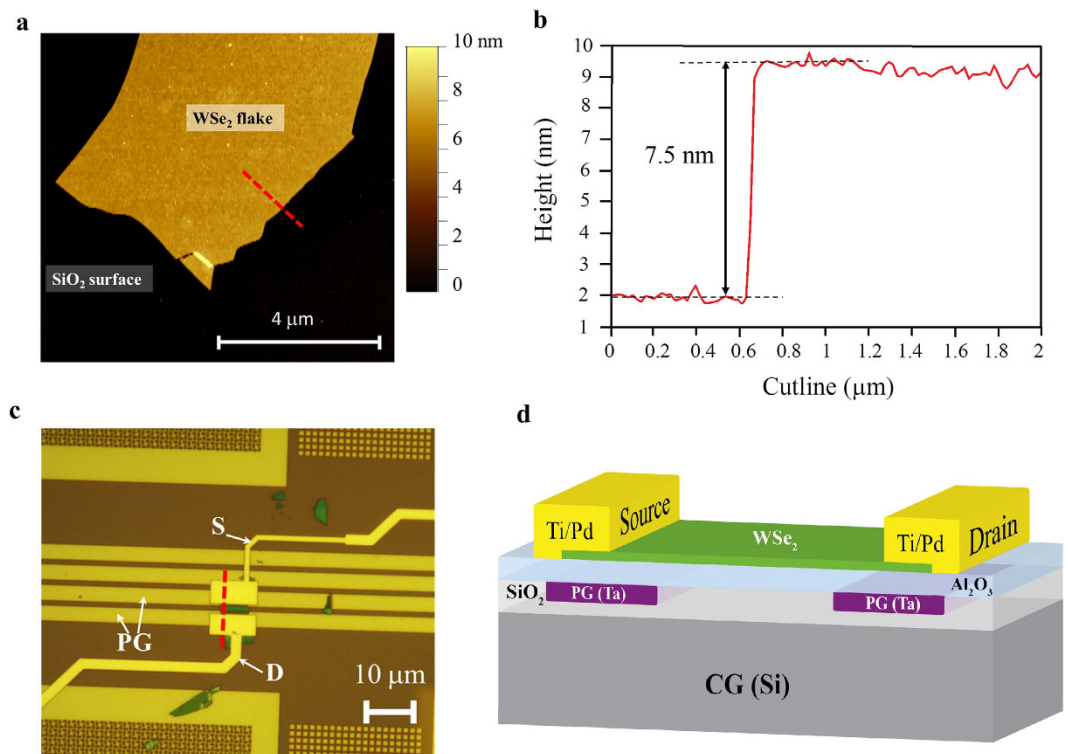 a
WSe₂ flake
SiO₂ surface
4 μm
10 nm
8
6
4
2
0
b
Height (nm)
10
9
8
7
6
5
4
3
2
1
7.5 nm
0 0.2 0.4 0.6 0.8 1 1.2 1.4 1.6 1.8 2
Cutline (μm)
c
S
PG
D
10 μm
d
Ti/Pd
Source
WSe₂
Ti/Pd
Drain
SiO₂
PG (Ta)
PG (Ta)
Al₂O₃
CG (Si)